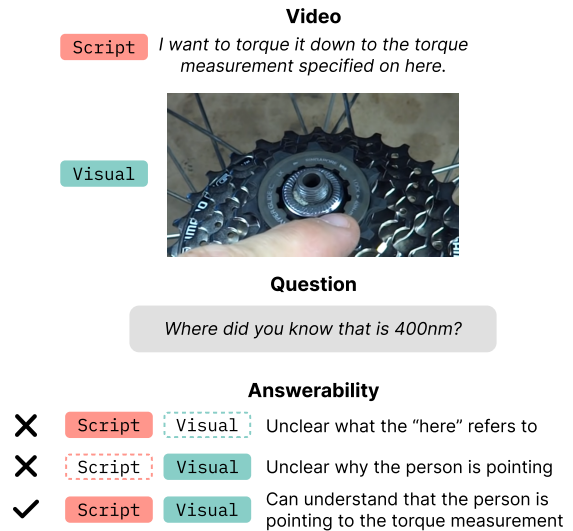 Video
Script
I want to torque it down to the torque
measurement specified on here.
Visual
Question
Where did you know that is 400nm?
Answerability
Script Visual Unclear what the “here” refers to
Script Visual Unclear why the person is pointing
Script Visual Can understand that the person is
pointing to the torque measurement